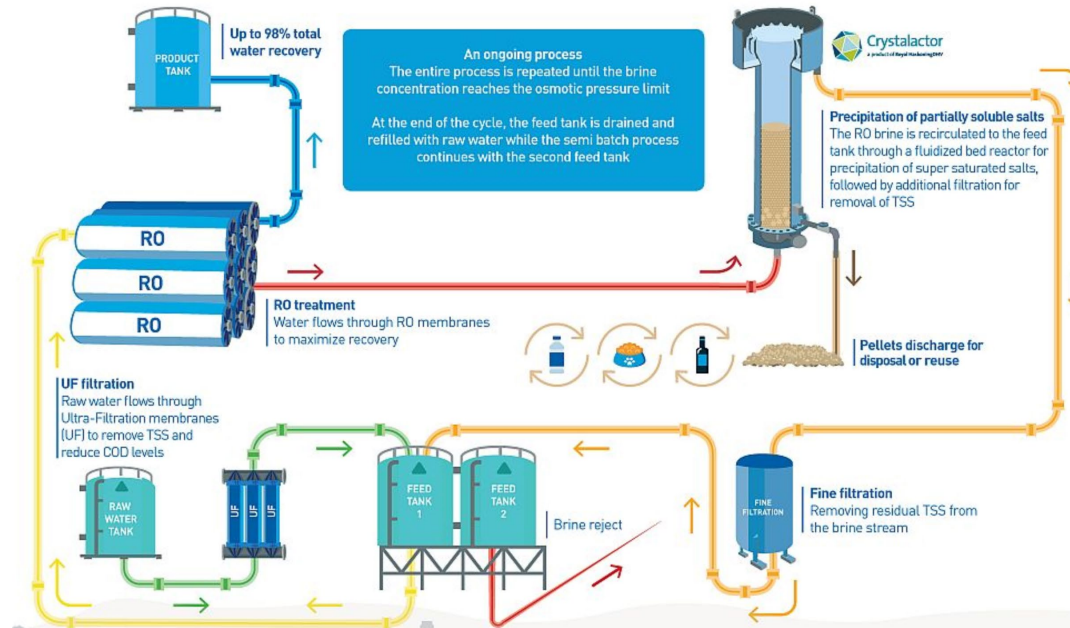 Up to 98% total
water recovery
PRODUCT
TANK
An ongoing process
The entire process is repeated until the brine
concentration reaches the osmotic pressure limit
At the end of the cycle, the feed tank is drained and
refilled with raw water while the semi batch process
continues with the second feed tank
Crystalactor
a product of Royal HaskoningDHV
Precipitation of partially soluble salts
The RO brine is recirculated to the feed
tank through a fluidized bed reactor for
precipitation of super saturated salts,
followed by additional filtration for
removal of TSS
RO
RO
RO
RO treatment
Water flows through RO membranes
to maximize recovery
Pellets discharge for
disposal or reuse
UF filtration
Raw water flows through
Ultra-Filtration membranes
(UF) to remove TSS and
reduce COD levels
RAW
WATER
TANK
UF
UF
UF
FEED
TANK
1
FEED
TANK
2
Brine reject
FINE
FILTRATION
Fine filtration
Removing residual TSS from
the brine stream